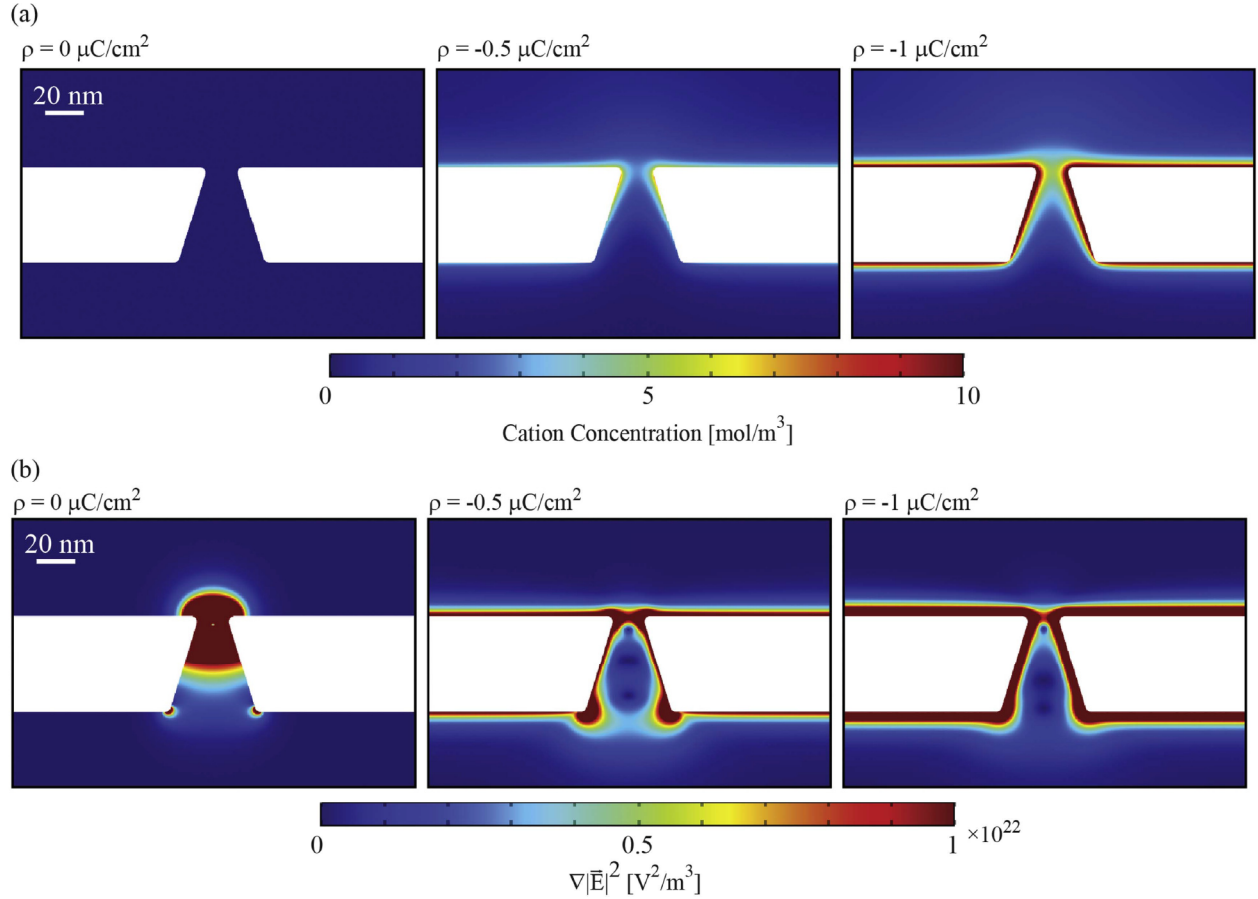 (a)
ρ = 0 μC/cm²
ρ = -0.5 μC/cm²
ρ = -1 μC/cm²
20 nm
0
5
10
Cation Concentration [mol/m³]
(b)
ρ = 0 μC/cm²
ρ = -0.5 μC/cm²
ρ = -1 μC/cm²
20 nm
0
0.5
1
×10²²
∇|E⃗|² [V²/m³]